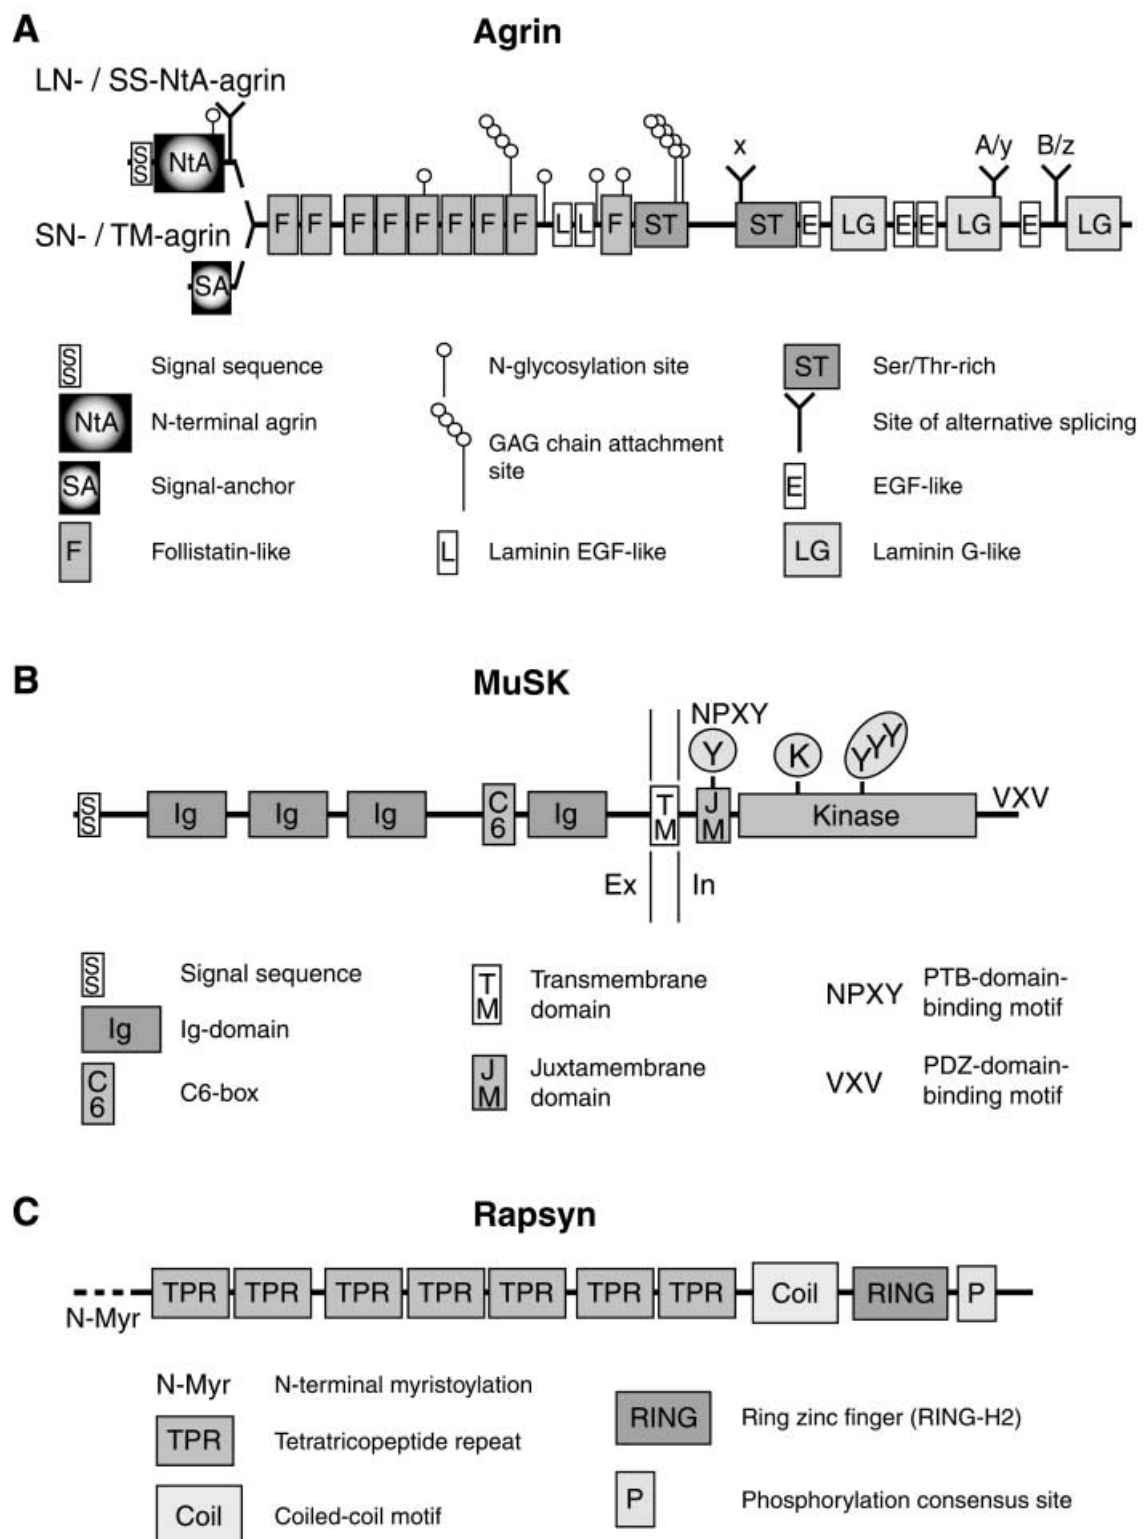 A
Agrin
LN- / SS-NtA-agrin
SS
NtA
SN- / TM-agrin
SA
F F F F F F F F L L F ST ST E LG E E LG E LG
x
A/y
B/z
SS Signal sequence
NtA N-terminal agrin
SA Signal-anchor
F Follistatin-like
N-glycosylation site
GAG chain attachment
site
L Laminin EGF-like
ST Ser/Thr-rich
Site of alternative splicing
E EGF-like
LG Laminin G-like
B
MuSK
NPXY
Y K YYY
SS Ig Ig Ig C6 Ig TM JM Kinase VXV
Ex In
SS Signal sequence
Ig Ig-domain
C6 C6-box
TM Transmembrane
domain
JM Juxtamembrane
domain
NPXY PTB-domain-
binding motif
VXV PDZ-domain-
binding motif
C
Rapsyn
N-Myr
TPR TPR TPR TPR TPR TPR TPR Coil RING P
N-Myr N-terminal myristoylation
TPR Tetratricopeptide repeat
Coil Coiled-coil motif
RING Ring zinc finger (RING-H2)
P Phosphorylation consensus site